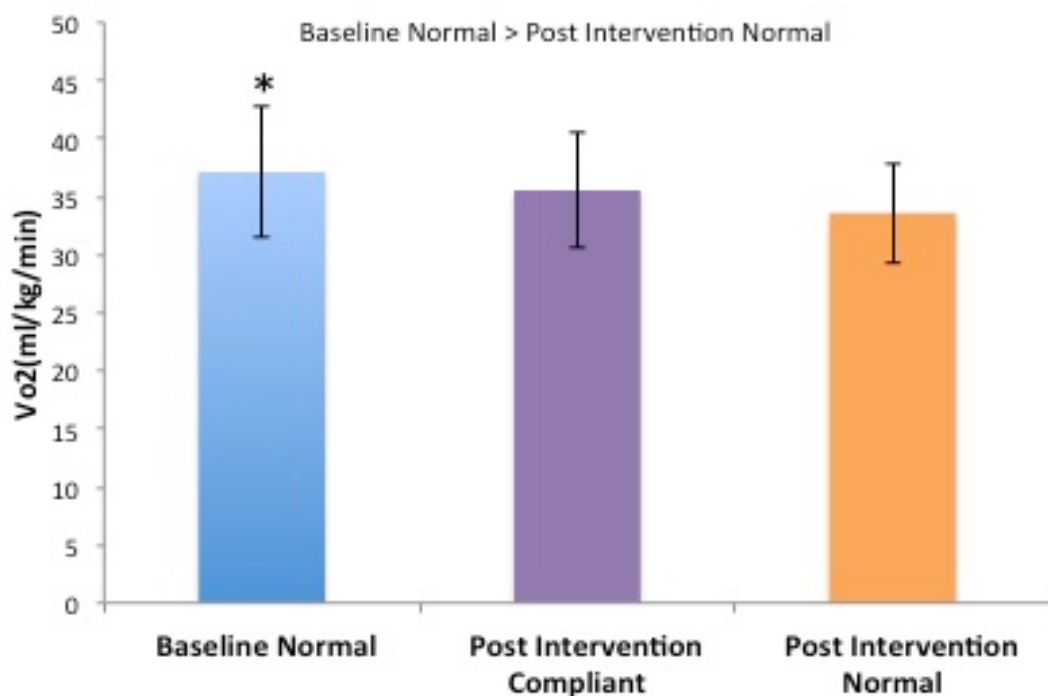 Baseline Normal > Post Intervention Normal
*
50
45
40
35
30
25
20
15
10
5
0
Vo2(ml/kg/min)
Baseline Normal
Post Intervention
Compliant
Post Intervention
Normal